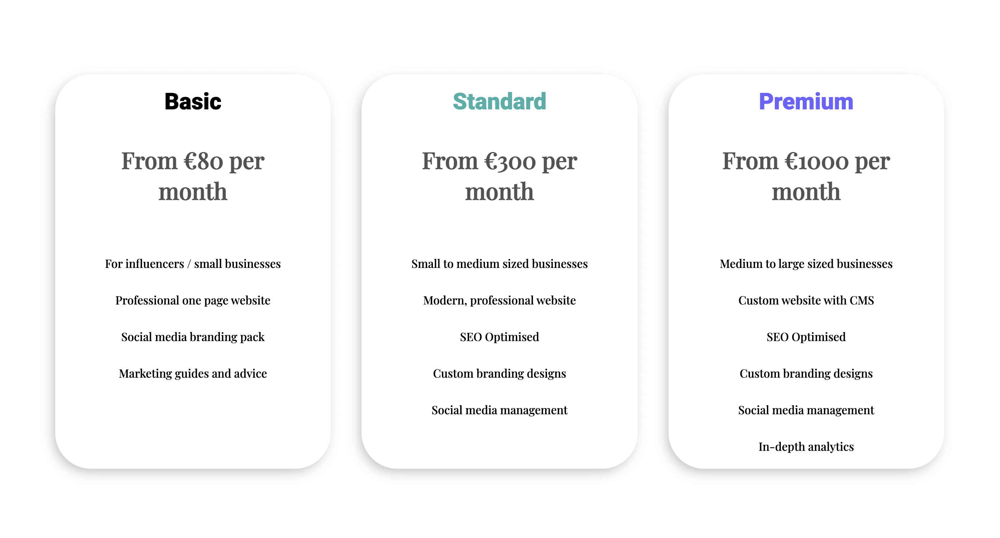 Basic
From €80 per
month
For influencers / small businesses
Professional one page website
Social media branding pack
Marketing guides and advice
Standard
From €300 per
month
Small to medium sized businesses
Modern, professional website
SEO Optimised
Custom branding designs
Social media management
Premium
From €1000 per
month
Medium to large sized businesses
Custom website with CMS
SEO Optimised
Custom branding designs
Social media management
In-depth analytics